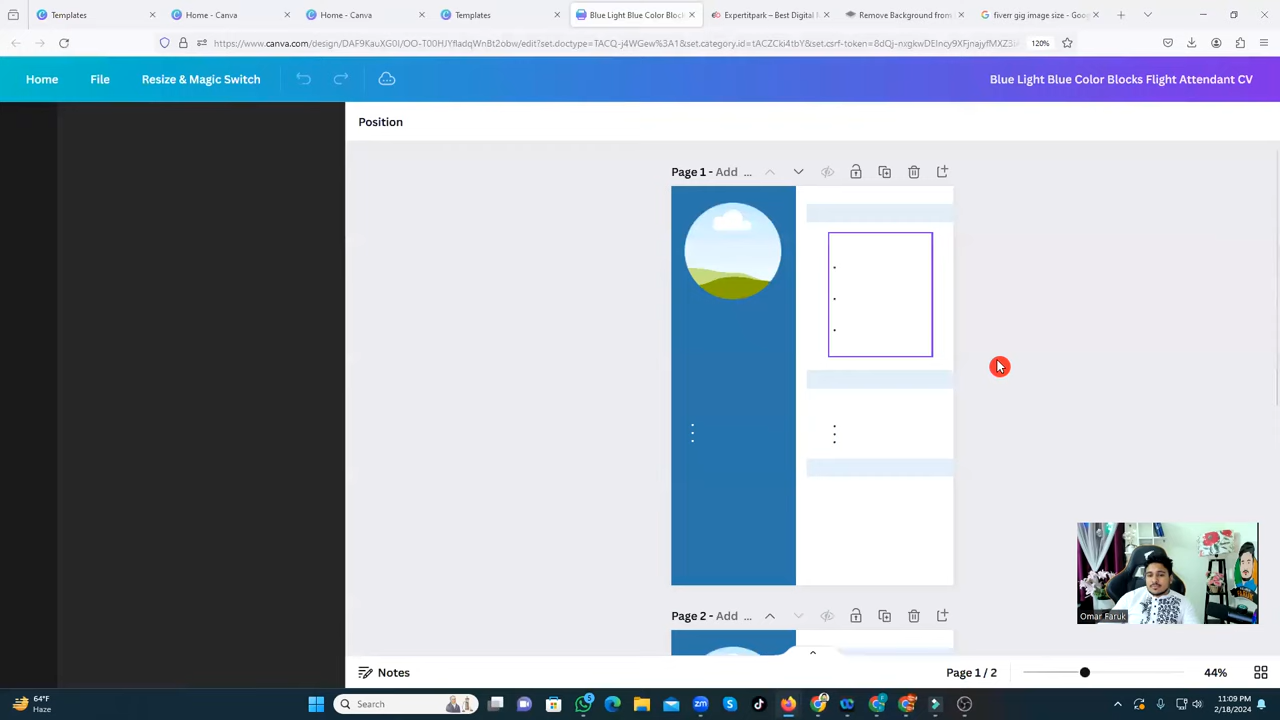 Templates
Home - Canva
Home - Canva
Templates
Blue Light Blue Color Blocks
Expertitpark – Best Digital M
Remove Background from
fiverr gig image size - Goo
120%
Home
File
Resize & Magic Switch
Blue Light Blue Color Blocks Flight Attendant CV
Position
Page 1 - Add ...
Page 2 - Add ...
Omar Faruk
Notes
Page 1 / 2
44%
64°F
Haze
Search
11:09 PM
2/18/2024